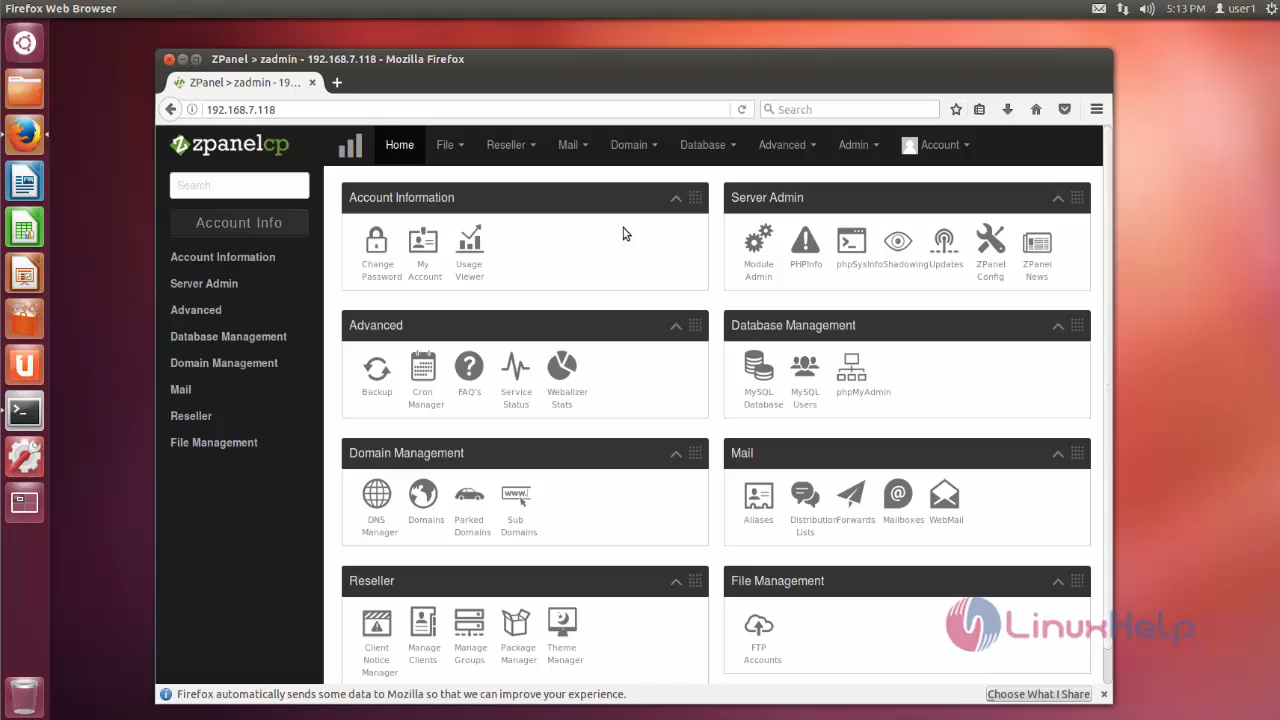 Firefox Web Browser
5:13 PM
user1
ZPanel > zadmin - 192.168.7.118 - Mozilla Firefox
ZPanel > zadmin - 19...
192.168.7.118
Search
zpanelcp
Home
File
Reseller
Mail
Domain
Database
Advanced
Admin
Account
Search
Account Info
Account Information
Server Admin
Advanced
Database Management
Domain Management
Mail
Reseller
File Management
Account Information
Change
Password
My
Account
Usage
Viewer
Server Admin
Module
Admin
PHPInfo
phpSysInfo
Shadowing
Updates
ZPanel
Config
ZPanel
News
Advanced
Backup
Cron
Manager
FAQ's
Service
Status
Webalizer
Stats
Database Management
MySQL
Database
MySQL
Users
phpMyAdmin
Domain Management
DNS
Manager
Domains
Parked
Domains
www.
Sub
Domains
Mail
Aliases
Distribution
Lists
Forwards
Mailboxes
WebMail
Reseller
Client
Notice
Manager
Manage
Clients
Manage
Groups
Package
Manager
Theme
Manager
File Management
FTP
Accounts
LinuxHelp
Firefox automatically sends some data to Mozilla so that we can improve your experience.
Choose What I Share